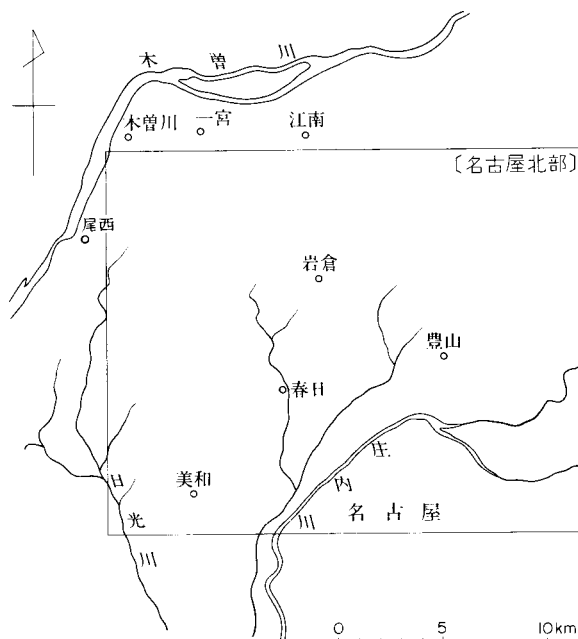 木曽川
木曽川
一宮
江南
〔名古屋北部〕
尾西
岩倉
豊山
春日
美和
日光川
庄内川
名古屋
0 5 10km